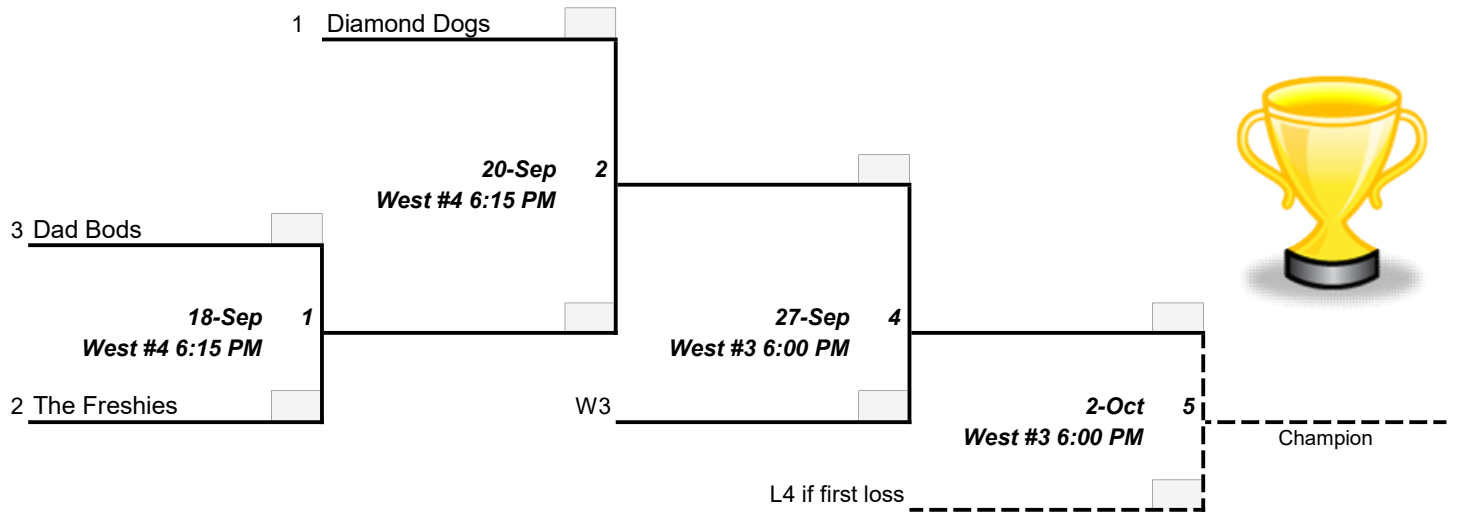 1 Diamond Dogs
20-Sep 2
West #4 6:15 PM
3 Dad Bods
18-Sep 1
West #4 6:15 PM
27-Sep 4
West #3 6:00 PM
2 The Freshies
W3
2-Oct 5
West #3 6:00 PM
Champion
L4 if first loss